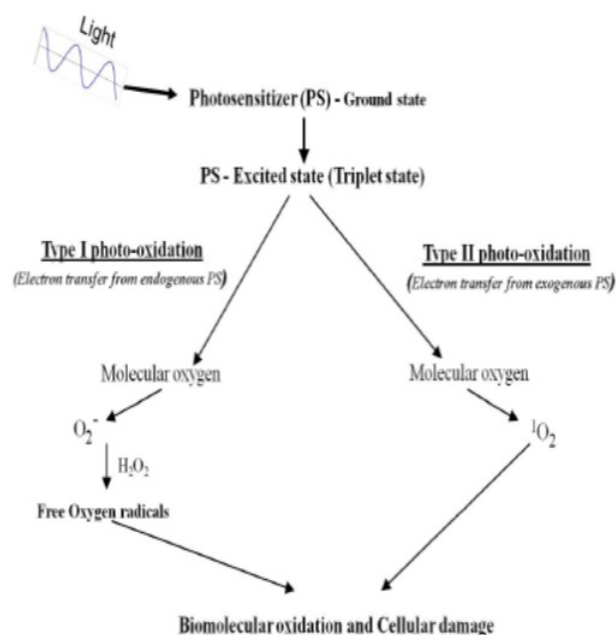 Light
Photosensitizer (PS) - Ground state
PS - Excited state (Triplet state)
Type I photo-oxidation
(Electron transfer from endogenous PS)
Type II photo-oxidation
(Electron transfer from exogenous PS)
Molecular oxygen
Molecular oxygen
O₂⁻
¹O₂
H₂O₂
Free Oxygen radicals
Biomolecular oxidation and Cellular damage